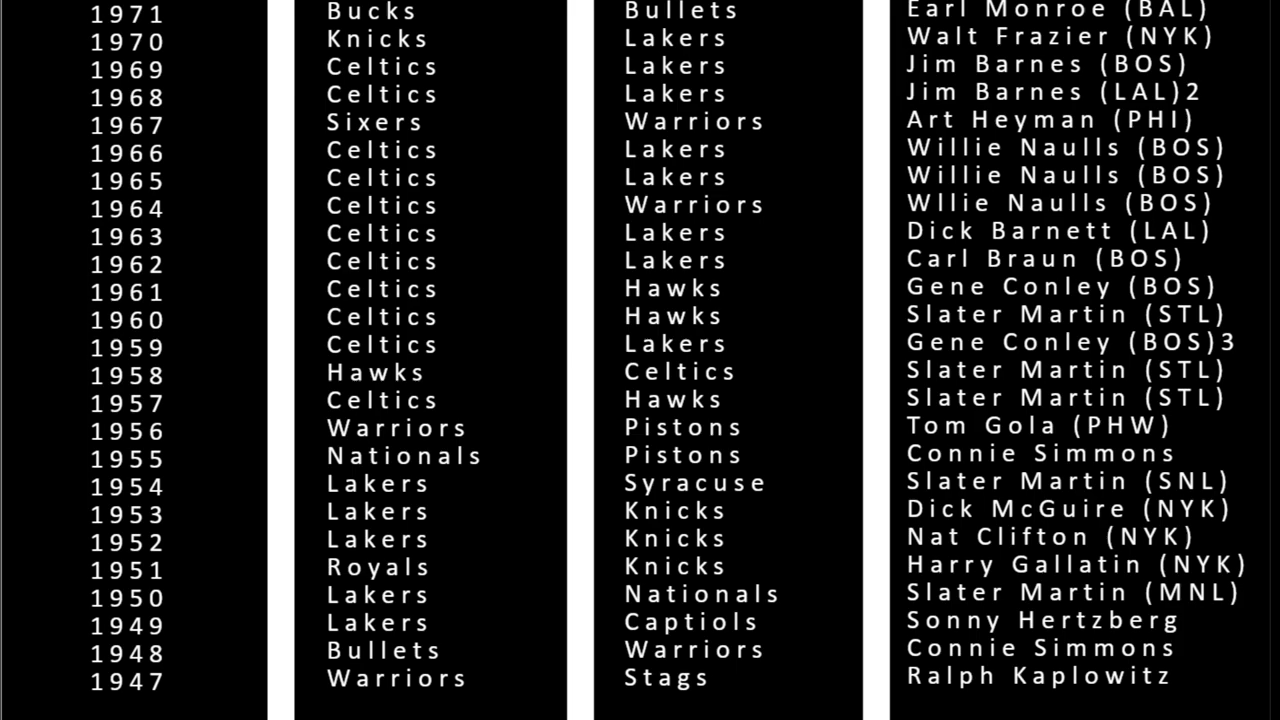 1971 Bucks Bullets Earl Monroe (BAL)
1970 Knicks Lakers Walt Frazier (NYK)
1969 Celtics Lakers Jim Barnes (BOS)
1968 Celtics Lakers Jim Barnes (LAL)2
1967 Sixers Warriors Art Heyman (PHI)
1966 Celtics Lakers Willie Naulls (BOS)
1965 Celtics Lakers Willie Naulls (BOS)
1964 Celtics Warriors Wllie Naulls (BOS)
1963 Celtics Lakers Dick Barnett (LAL)
1962 Celtics Lakers Carl Braun (BOS)
1961 Celtics Hawks Gene Conley (BOS)
1960 Celtics Hawks Slater Martin (STL)
1959 Celtics Lakers Gene Conley (BOS)3
1958 Hawks Celtics Slater Martin (STL)
1957 Celtics Hawks Slater Martin (STL)
1956 Warriors Pistons Tom Gola (PHW)
1955 Nationals Pistons Connie Simmons
1954 Lakers Syracuse Slater Martin (SNL)
1953 Lakers Knicks Dick McGuire (NYK)
1952 Lakers Knicks Nat Clifton (NYK)
1951 Royals Knicks Harry Gallatin (NYK)
1950 Lakers Nationals Slater Martin (MNL)
1949 Lakers Captiols Sonny Hertzberg
1948 Bullets Warriors Connie Simmons
1947 Warriors Stags Ralph Kaplowitz